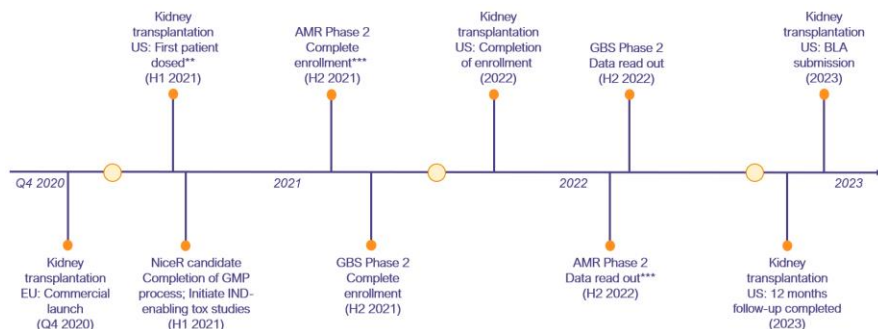 Kidney
transplantation
US: First patient
dosed**
(H1 2021)
AMR Phase 2
Complete
enrollment***
(H2 2021)
Kidney
transplantation
US: Completion
of enrollment
(2022)
GBS Phase 2
Data read out
(H2 2022)
Kidney
transplantation
US: BLA
submission
(2023)
Q4 2020
2021
2022
2023
Kidney
transplantation
EU: Commercial
launch
(Q4 2020)
NiceR candidate
Completion of GMP
process; Initiate IND-
enabling tox studies
(H1 2021)
GBS Phase 2
Complete
enrollment
(H2 2021)
AMR Phase 2
Data read out***
(H2 2022)
Kidney
transplantation
US: 12 months
follow-up completed
(2023)